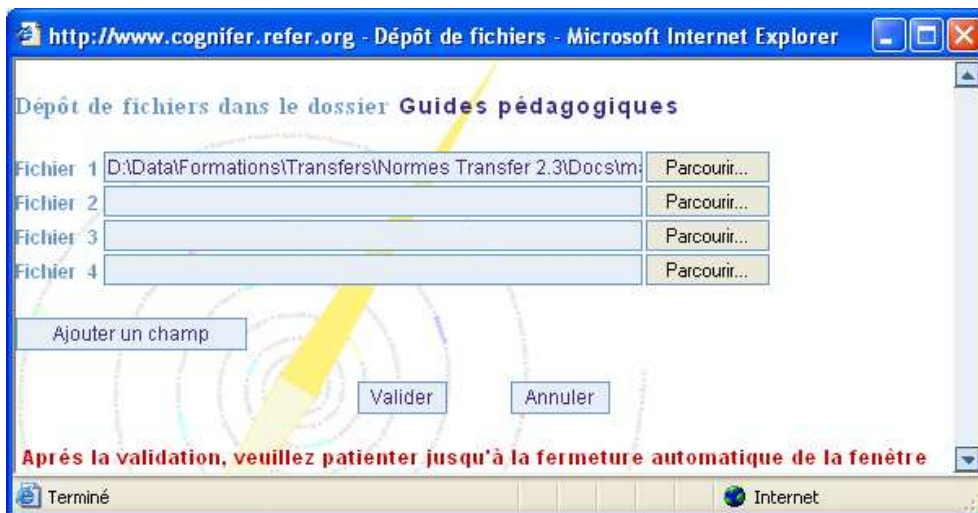 http://www.cognifer.refer.org - Dépôt de fichiers - Microsoft Internet Explorer
Dépôt de fichiers dans le dossier Guides pédagogiques
Fichier 1 D:\Data\Formations\Transfers\Normes Transfer 2.3\Docs\ma Parcourir...
Fichier 2 Parcourir...
Fichier 3 Parcourir...
Fichier 4 Parcourir...
Ajouter un champ
Valider Annuler
Aprés la validation, veuillez patienter jusqu'à la fermeture automatique de la fenêtre
Terminé Internet